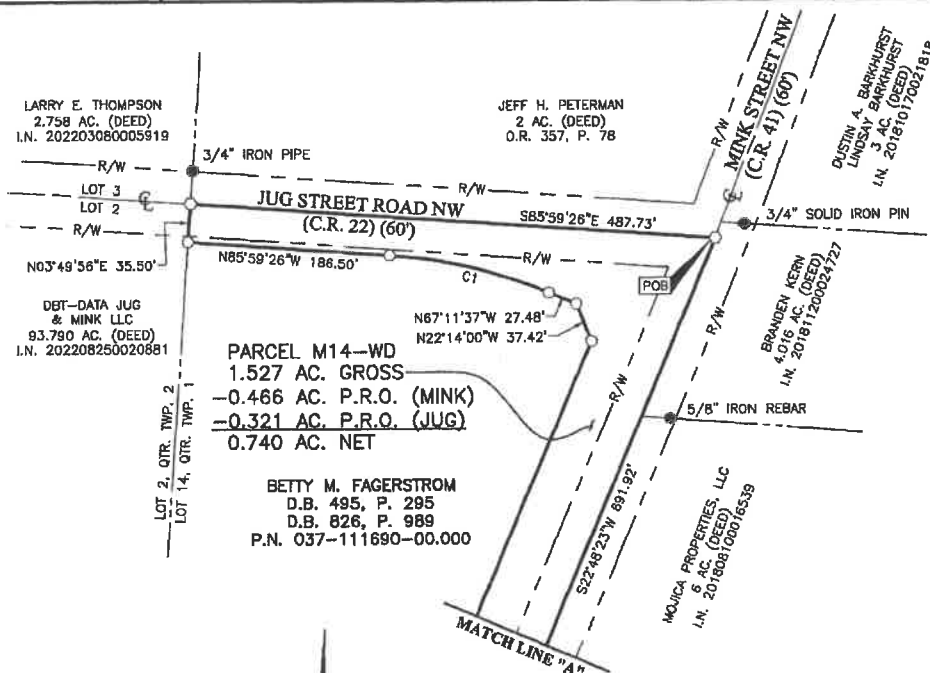 LARRY E. THOMPSON
2.758 AC. (DEED)
I.N. 202203080005919
JEFF H. PETERMAN
2 AC. (DEED)
O.R. 357, P. 78
MINK STREET NW
(C.R. 41) (60')
R/W
DUSTIN A. BARKHURST
LINDSAY BARKHURST
3 AC. (DEED)
I.N. 201810170021818
3/4" IRON PIPE
R/W
R/W
LOT 3
LOT 2
℄
JUG STREET ROAD NW
(C.R. 22) (60')
S85°59'26"E 487.73'
℄
3/4" SOLID IRON PIN
R/W
R/W
N03°49'56"E 35.50'
N85°59'26"W 186.50'
C1
POB
N67°11'37"W 27.48'
N22°14'00"W 37.42'
R/W
BRANDEN KERN
4.016 AC. (DEED)
I.N. 201811200024727
DBT-DATA JUG
& MINK LLC
93.790 AC. (DEED)
I.N. 202208250020881
PARCEL M14-WD
1.527 AC. GROSS
-0.466 AC. P.R.O. (MINK)
-0.321 AC. P.R.O. (JUG)
0.740 AC. NET
R/W
5/8" IRON REBAR
LOT 2, QTR. TWP. 2
LOT 14, QTR. TWP. 1
BETTY M. FAGERSTROM
D.B. 495, P. 295
D.B. 826, P. 989
P.N. 037-111690-00.000
S22°48'23"W 891.92'
MOJICA PROPERTIES, LLC
6 AC. (DEED)
I.N. 201808100016539
MATCH LINE "A"